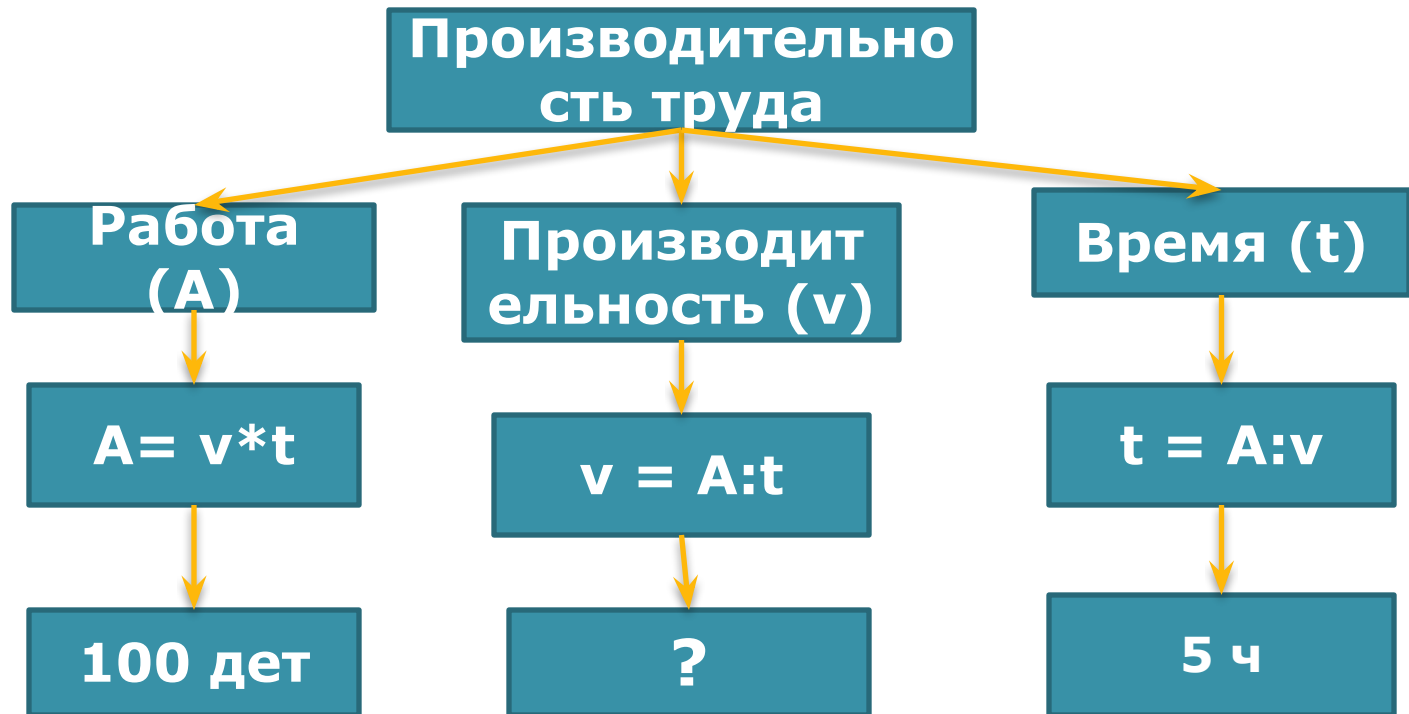 Производительно
сть труда
Работа
(А)
Производит
ельность (v)
Время (t)
A= v*t
v = A:t
t = A:v
100 дет
?
5 ч